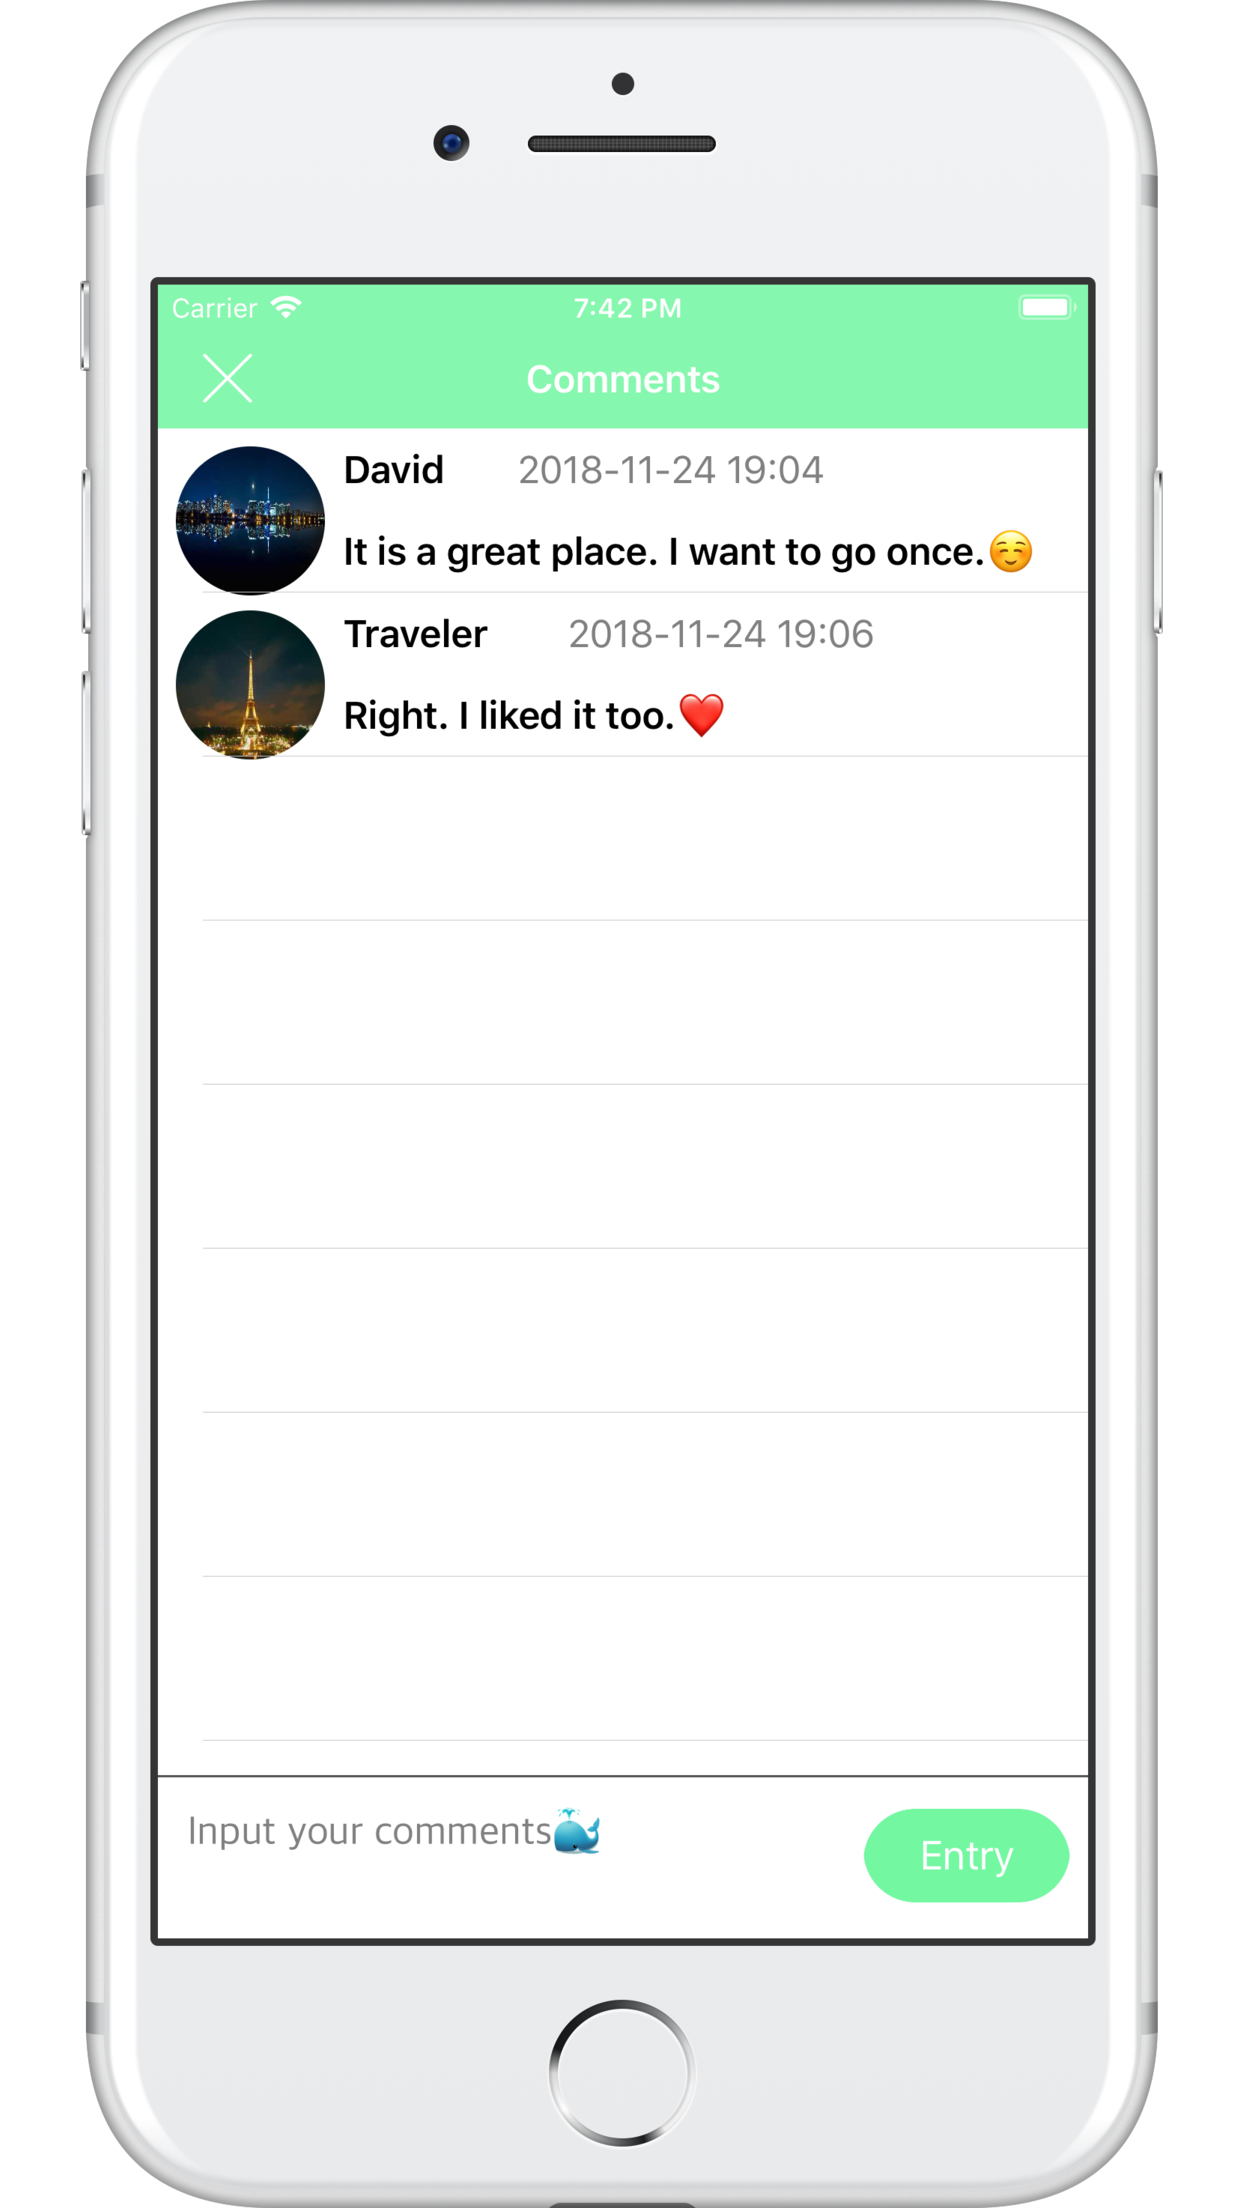 Carrier 7:42 PM
Comments
David 2018-11-24 19:04
It is a great place. I want to go once.☺️
Traveler 2018-11-24 19:06
Right. I liked it too.❤️
Input your comments🐳
Entry